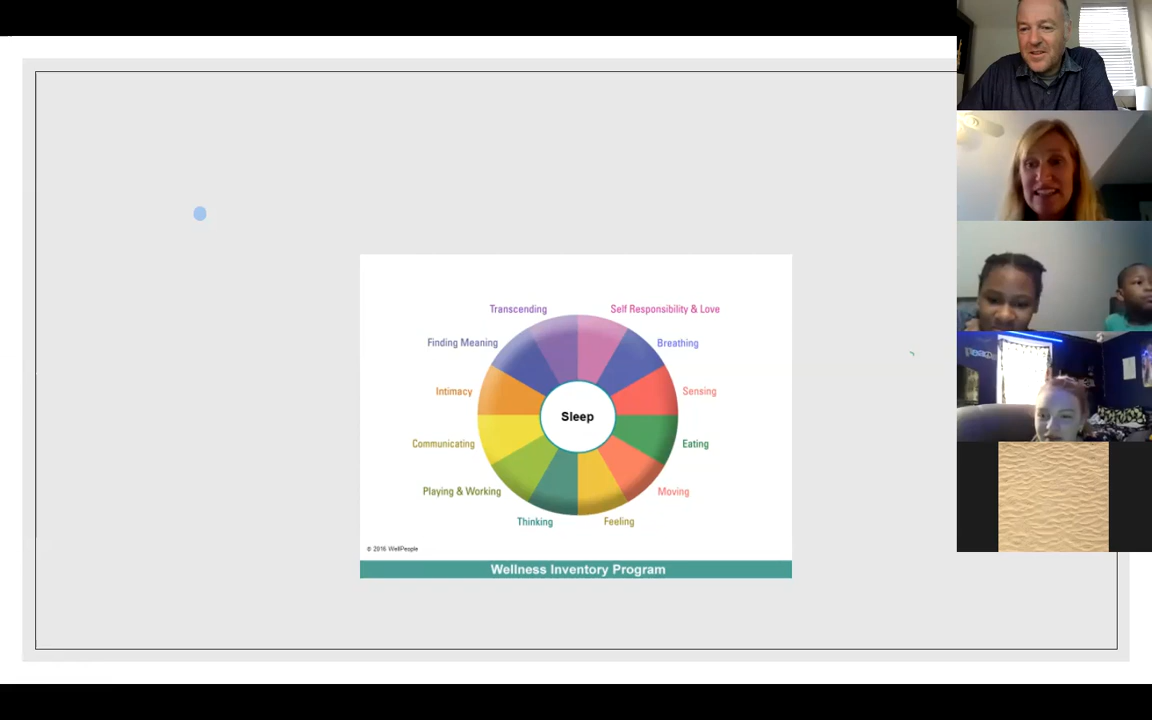 Transcending
Self Responsibility & Love
Finding Meaning
Breathing
Intimacy
Sensing
Sleep
Communicating
Eating
Playing & Working
Moving
Thinking
Feeling
© 2016 WellPeople
Wellness Inventory Program